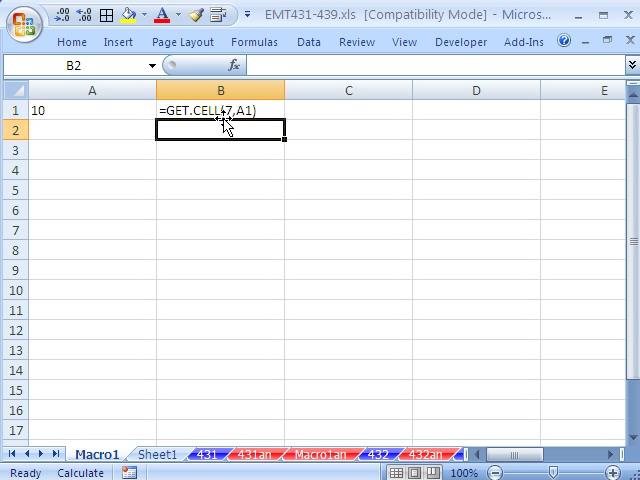 EMT431-439.xls [Compatibility Mode] - Micros...
Home Insert Page Layout Formulas Data Review View Developer Add-Ins
B2 fx
A B C D E
1 10 =GET.CELL(7,A1)
2
3
4
5
6
7
8
9
10
11
12
13
14
15
16
17
Macro1 Sheet1 431 431an Macro1an 432 432an
Ready Calculate 100%